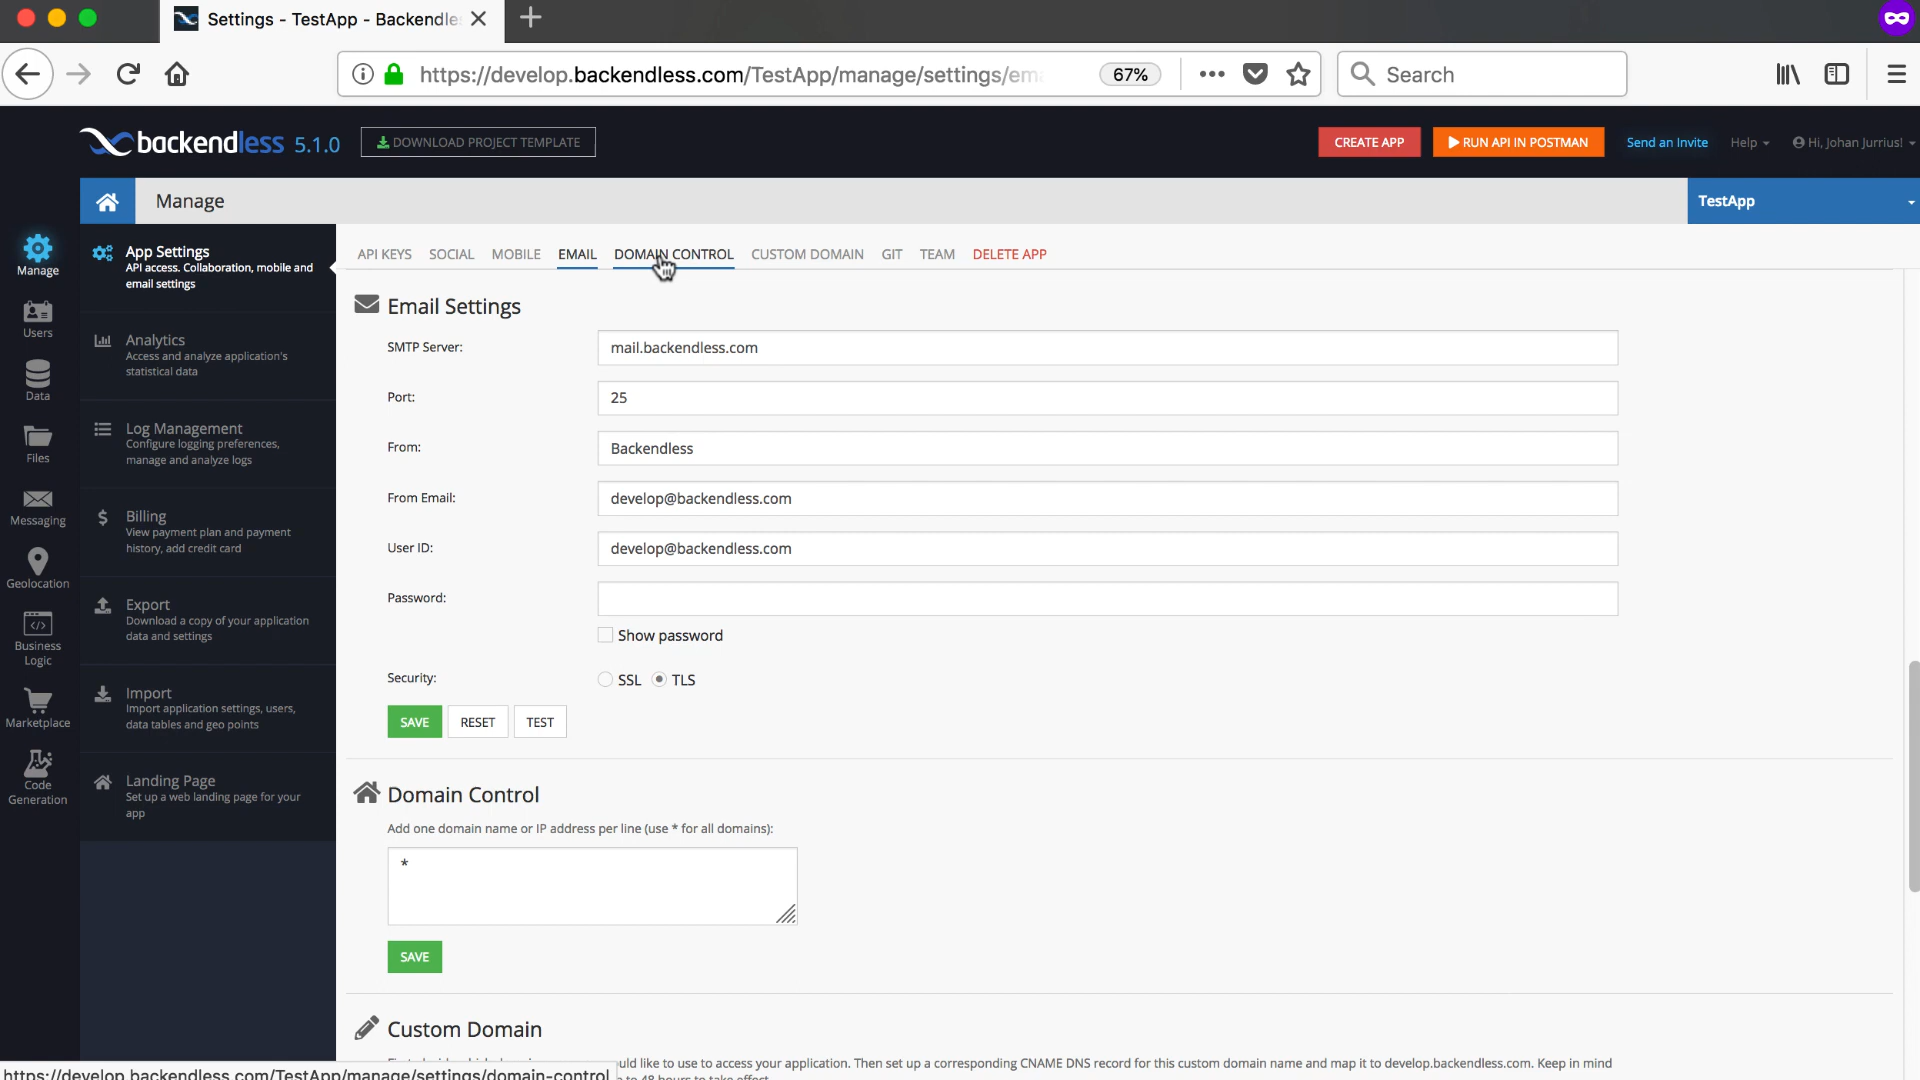 Settings - TestApp - Backendle
https://develop.backendless.com/TestApp/manage/settings/ema
67%
Search
backendless 5.1.0
DOWNLOAD PROJECT TEMPLATE
CREATE APP
RUN API IN POSTMAN
Send an Invite
Help
Hi, Johan Jurrius!
Manage
TestApp
Manage
Users
Data
Files
Messaging
Geolocation
Business
Logic
Marketplace
Code
Generation
App Settings
API access. Collaboration, mobile and
email settings
Analytics
Access and analyze application's
statistical data
Log Management
Configure logging preferences,
manage and analyze logs
Billing
View payment plan and payment
history, add credit card
Export
Download a copy of your application
data and settings
Import
Import application settings, users,
data tables and geo points
Landing Page
Set up a web landing page for your
app
API KEYS SOCIAL MOBILE EMAIL DOMAIN CONTROL CUSTOM DOMAIN GIT TEAM DELETE APP
Email Settings
SMTP Server: mail.backendless.com
Port: 25
From: Backendless
From Email: develop@backendless.com
User ID: develop@backendless.com
Password:
Show password
Security: SSL TLS
SAVE RESET TEST
Domain Control
Add one domain name or IP address per line (use * for all domains):
*
SAVE
Custom Domain
uld like to use to access your application. Then set up a corresponding CNAME DNS record for this custom domain name and map it to develop.backendless.com. Keep in mind
https://develop.backendless.com/TestApp/manage/settings/domain-control
to 48 hours to take effect.